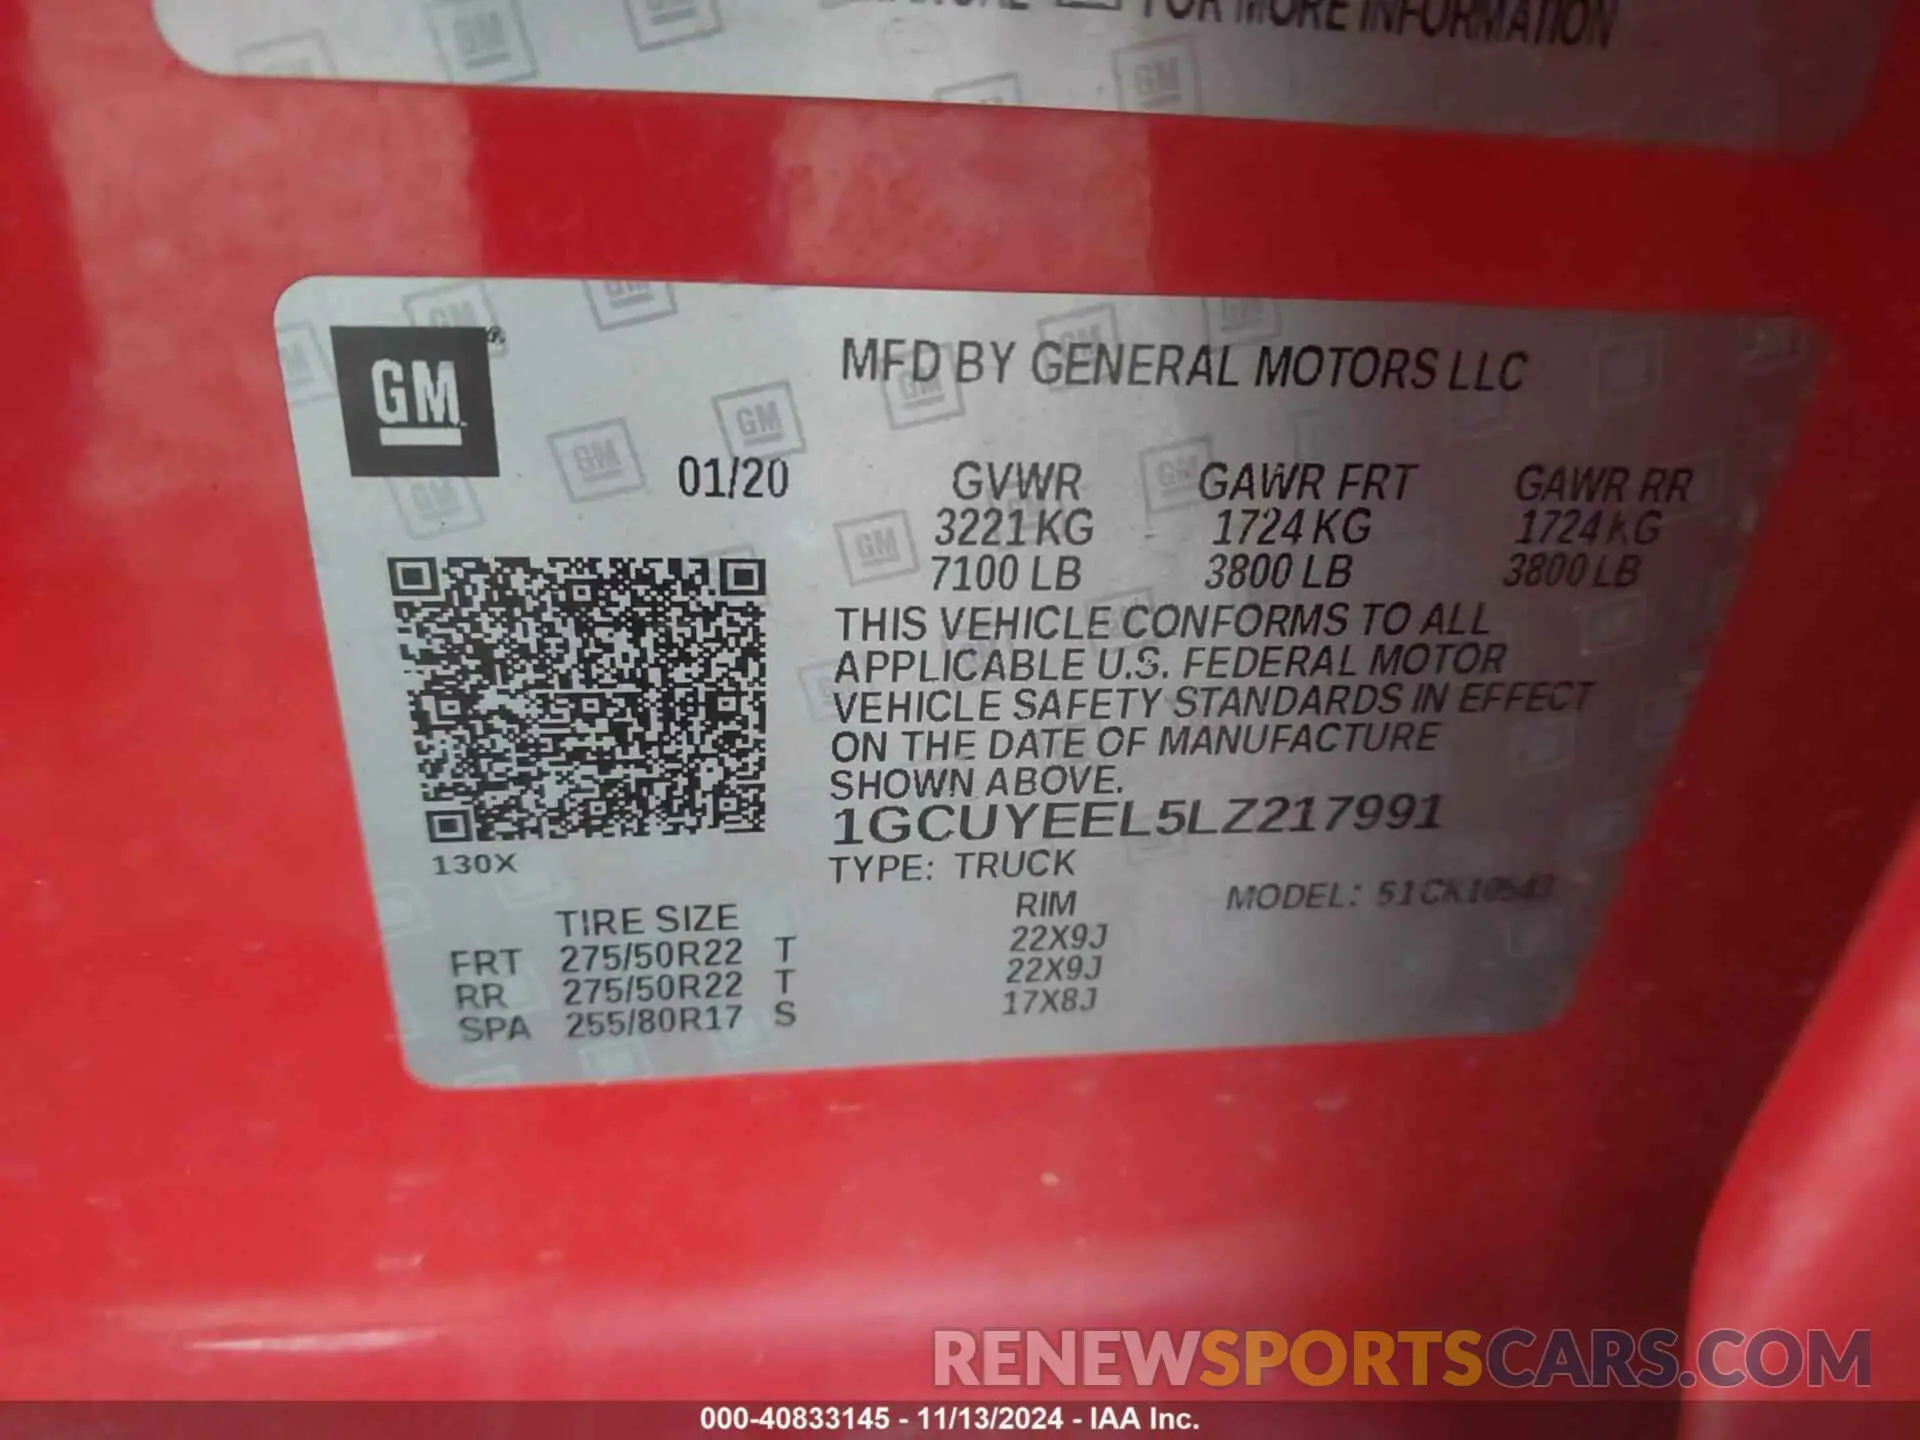 FOR MORE INFORMATION
GM
MFD BY GENERAL MOTORS LLC
01/20
GVWR GAWR FRT GAWR RR
3221 KG 1724 KG 1724 KG
7100 LB 3800 LB 3800 LB
THIS VEHICLE CONFORMS TO ALL
APPLICABLE U.S. FEDERAL MOTOR
VEHICLE SAFETY STANDARDS IN EFFECT
ON THE DATE OF MANUFACTURE
SHOWN ABOVE.
1GCUYEEL5LZ217991
130X
TYPE: TRUCK
MODEL: 51 CK10543
TIRE SIZE RIM
FRT 275/50R22 T 22X9J
RR 275/50R22 T 22X9J
SPA 255/80R17 S 17X8J
RENEWSPORTSCARS.COM
000-40833145 - 11/13/2024 - IAA Inc.